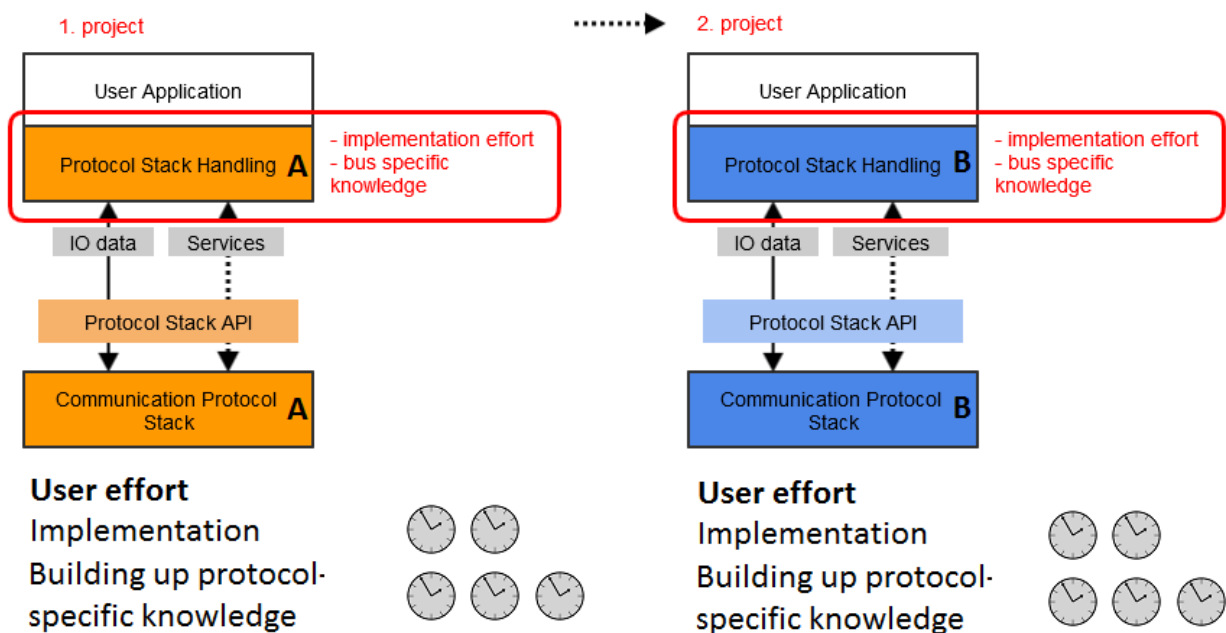 1. project
User Application
Protocol Stack Handling A
- implementation effort
- bus specific
knowledge
IO data
Services
Protocol Stack API
Communication Protocol
Stack
A
User effort
Implementation
Building up protocol-
specific knowledge
2. project
User Application
Protocol Stack Handling B
- implementation effort
- bus specific
knowledge
IO data
Services
Protocol Stack API
Communication Protocol
Stack
B
User effort
Implementation
Building up protocol-
specific knowledge